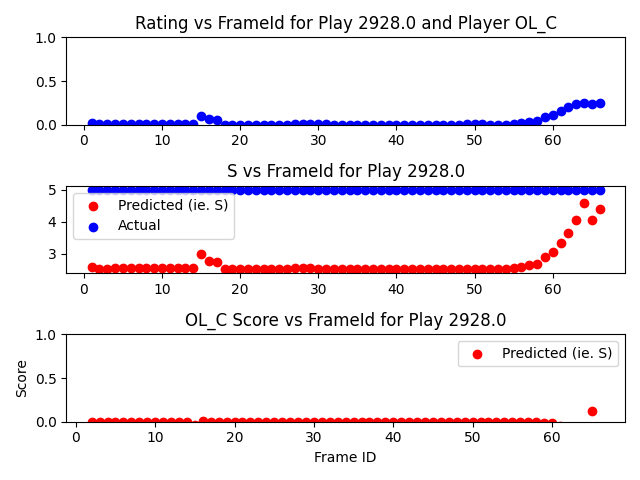 Rating vs FrameId for Play 2928.0 and Player OL_C
1.0
0.5
0.0
0 10 20 30 40 50 60
S vs FrameId for Play 2928.0
5
4
3
Predicted (ie. S)
Actual
0 10 20 30 40 50 60
OL_C Score vs FrameId for Play 2928.0
1.0
0.5
0.0
Score
Predicted (ie. S)
0 10 20 30 40 50 60
Frame ID